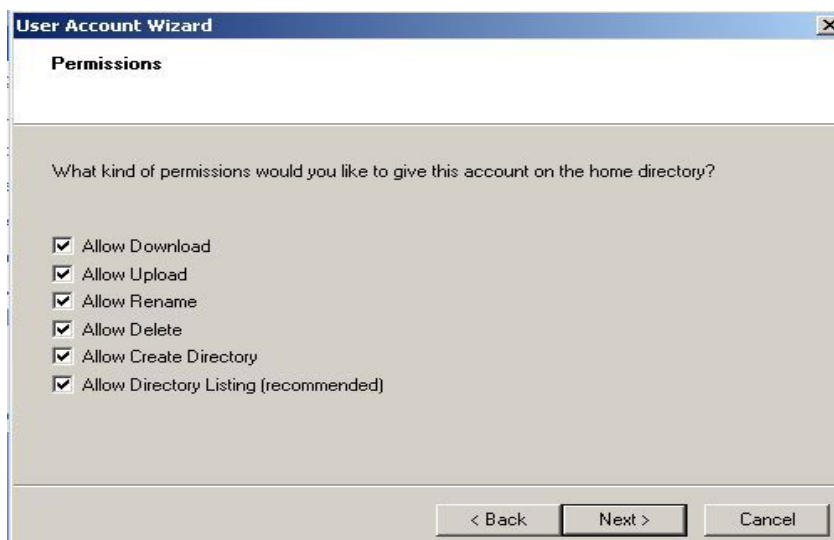 User Account Wizard
Permissions
What kind of permissions would you like to give this account on the home directory?
Allow Download
Allow Upload
Allow Rename
Allow Delete
Allow Create Directory
Allow Directory Listing (recommended)
< Back Next > Cancel